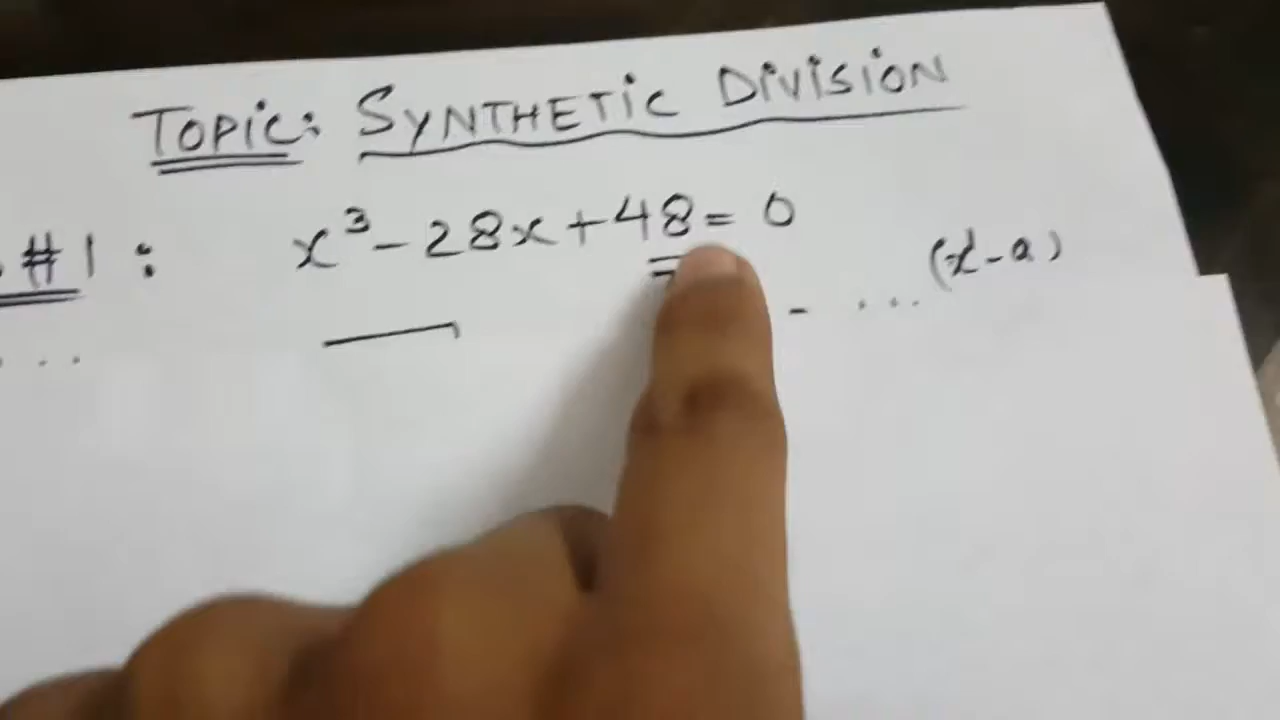 TOPiC: SYNTHETiC DiViSiON
#1 : x³ - 28x + 48 = 0
- ... (x - a)
...